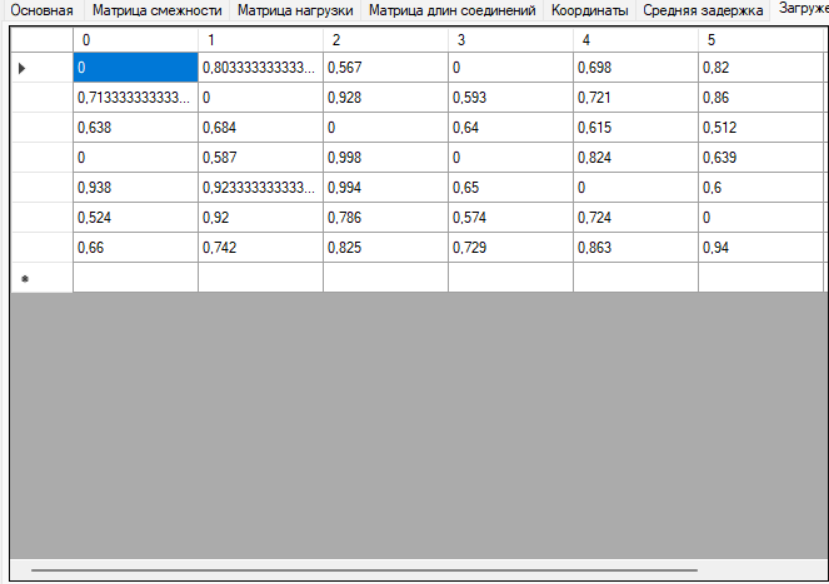 Основная Матрица смежности Матрица нагрузки Матрица длин соединений Координаты Средняя задержка Загруже
0 1 2 3 4 5
0 0,803333333333... 0,567 0 0,698 0,82
0,713333333333... 0 0,928 0,593 0,721 0,86
0,638 0,684 0 0,64 0,615 0,512
0 0,587 0,998 0 0,824 0,639
0,938 0,923333333333... 0,994 0,65 0 0,6
0,524 0,92 0,786 0,574 0,724 0
0,66 0,742 0,825 0,729 0,863 0,94